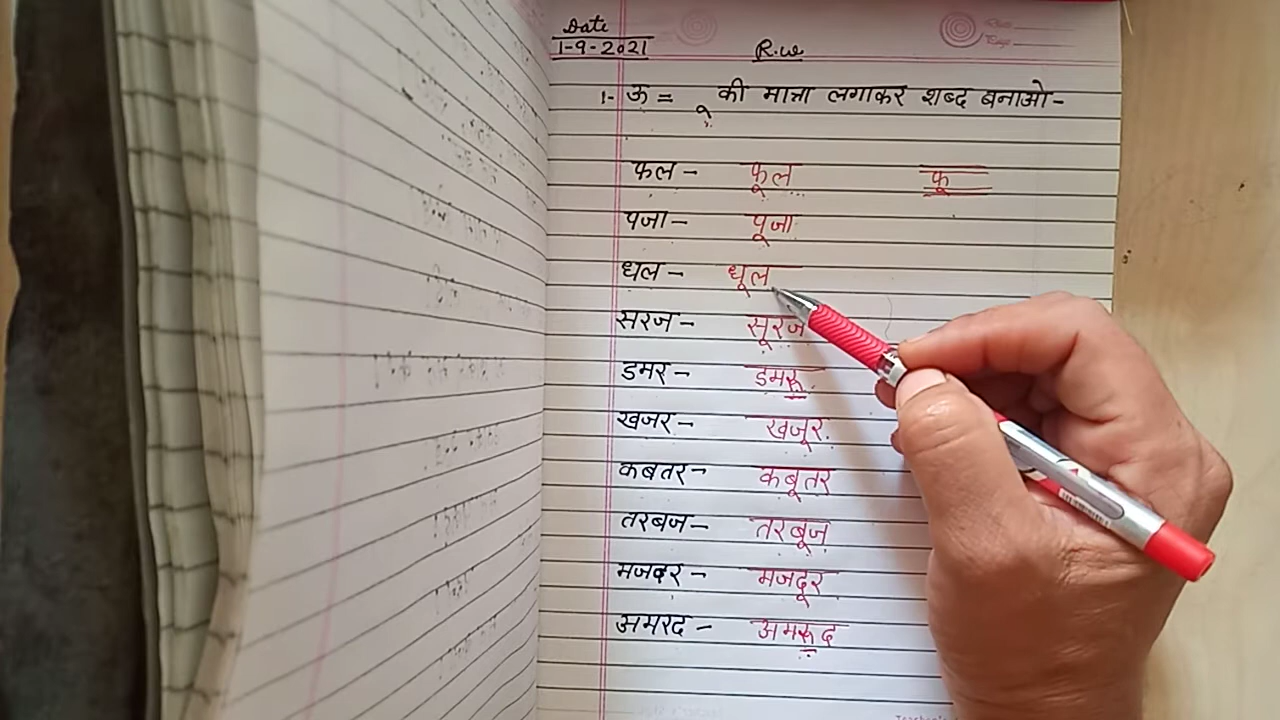 Date
1-9-2021 R.W
1- ऊ = ू की मात्रा लगाकर शब्द बनाओ-
फल - फूल फू
पजा - पूजा
धल - धूल
सरज - सूरज
डमर - डमरू
खजर - खजूर
कबतर - कबूतर
तरबज - तरबूज
मजदर - मजदूर
अमरद - अमरूद